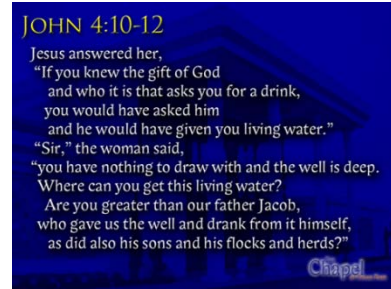 JOHN 4:10-12
Jesus answered her,
“If you knew the gift of God
and who it is that asks you for a drink,
you would have asked him
and he would have given you living water.”
“Sir,” the woman said,
“you have nothing to draw with and the well is deep.
Where can you get this living water?
Are you greater than our father Jacob,
who gave us the well and drank from it himself,
as did also his sons and his flocks and herds?”
Chapel